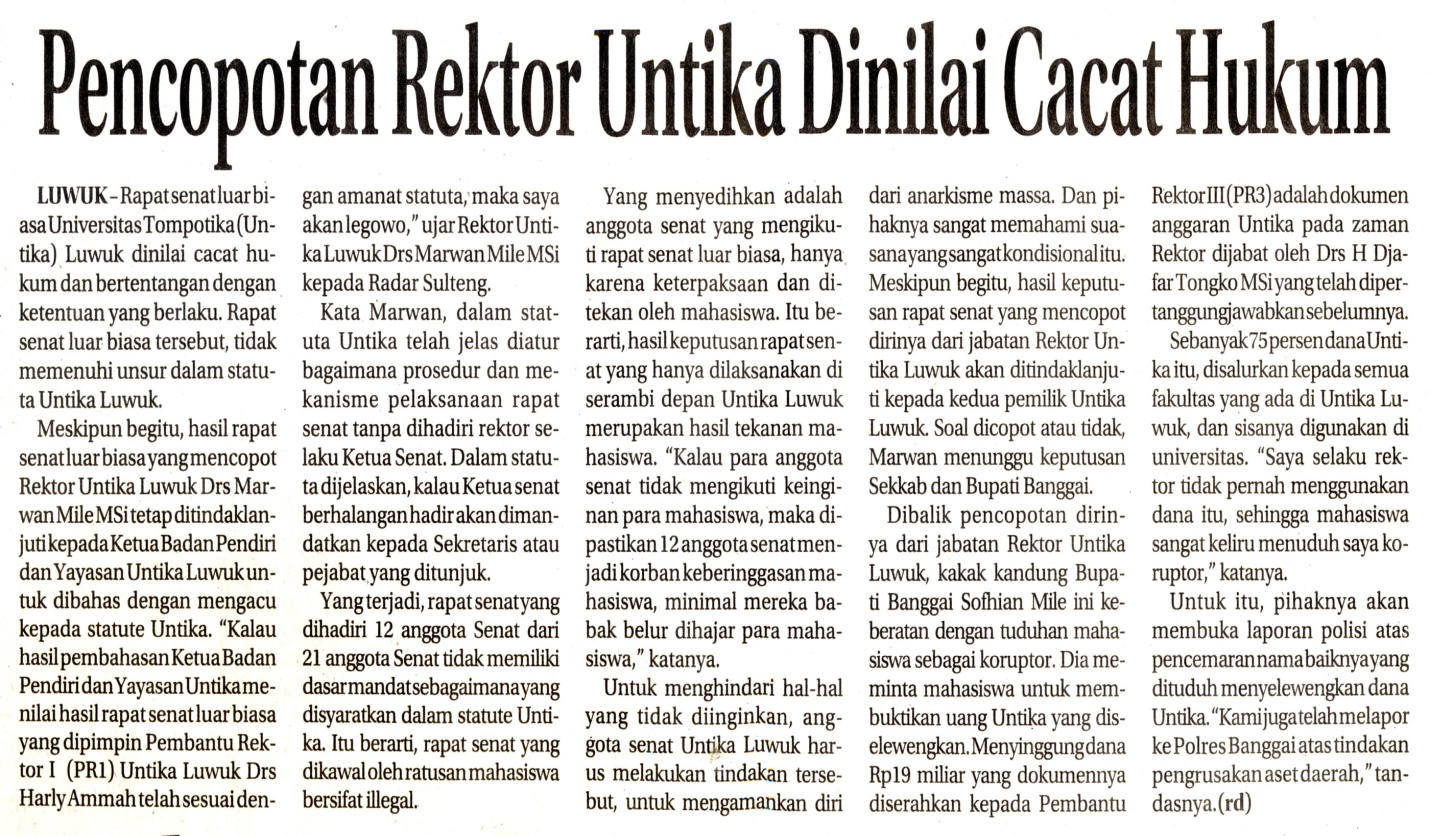 Pencopotan Rektor Untika Dinilai Cacat Hukum
LUWUK – Rapat senat luar bi-
asa Universitas Tompotika (Un-
tika) Luwuk dinilai cacat hu-
kum dan bertentangan dengan
ketentuan yang berlaku. Rapat
senat luar biasa tersebut, tidak
memenuhi unsur dalam statu-
ta Untika Luwuk.
Meskipun begitu, hasil rapat
senat luar biasa yang mencopot
Rektor Untika Luwuk Drs Mar-
wan Mile MSi tetap ditindaklan-
juti kepada Ketua Badan Pendiri
dan Yayasan Untika Luwuk un-
tuk dibahas dengan mengacu
kepada statute Untika. “Kalau
hasil pembahasan Ketua Badan
Pendiri dan Yayasan Untika me-
nilai hasil rapat senat luar biasa
yang dipimpin Pembantu Rek-
tor I (PR1) Untika Luwuk Drs
Harly Ammah telah sesuai den-
gan amanat statuta, maka saya
akan legowo,” ujar Rektor Unti-
ka Luwuk Drs Marwan Mile MSi
kepada Radar Sulteng.
Kata Marwan, dalam stat-
uta Untika telah jelas diatur
bagaimana prosedur dan me-
kanisme pelaksanaan rapat
senat tanpa dihadiri rektor se-
laku Ketua Senat. Dalam statu-
ta dijelaskan, kalau Ketua senat
berhalangan hadir akan diman-
datkan kepada Sekretaris atau
pejabat yang ditunjuk.
Yang terjadi, rapat senat yang
dihadiri 12 anggota Senat dari
21 anggota Senat tidak memiliki
dasar mandat sebagaimana yang
disyaratkan dalam statute Unti-
ka. Itu berarti, rapat senat yang
dikawal oleh ratusan mahasiswa
bersifat illegal.
Yang menyedihkan adalah
anggota senat yang mengiku-
ti rapat senat luar biasa, hanya
karena keterpaksaan dan di-
tekan oleh mahasiswa. Itu be-
rarti, hasil keputusan rapat sen-
at yang hanya dilaksanakan di
serambi depan Untika Luwuk
merupakan hasil tekanan ma-
hasiswa. “Kalau para anggota
senat tidak mengikuti keingi-
nan para mahasiswa, maka di-
pastikan 12 anggota senat men-
jadi korban keberinggasan ma-
hasiswa, minimal mereka ba-
bak belur dihajar para maha-
siswa,” katanya.
Untuk menghindari hal-hal
yang tidak diinginkan, ang-
gota senat Untika Luwuk har-
us melakukan tindakan terse-
but, untuk mengamankan diri
dari anarkisme massa. Dan pi-
haknya sangat memahami sua-
sana yang sangat kondisional itu.
Meskipun begitu, hasil keputu-
san rapat senat yang mencopot
dirinya dari jabatan Rektor Un-
tika Luwuk akan ditindaklanju-
ti kepada kedua pemilik Untika
Luwuk. Soal dicopot atau tidak,
Marwan menunggu keputusan
Sekkab dan Bupati Banggai.
Dibalik pencopotan dirin-
ya dari jabatan Rektor Untika
Luwuk, kakak kandung Bupa-
ti Banggai Sofhian Mile ini ke-
beratan dengan tuduhan maha-
siswa sebagai koruptor. Dia me-
minta mahasiswa untuk mem-
buktikan uang Untika yang dis-
elewengkan. Menyinggung dana
Rp19 miliar yang dokumennya
diserahkan kepada Pembantu
Rektor III (PR3) adalah dokumen
anggaran Untika pada zaman
Rektor dijabat oleh Drs H Dja-
far Tongko MSi yang telah diper-
tanggungjawabkan sebelumnya.
Sebanyak 75 persen dana Unti-
ka itu, disalurkan kepada semua
fakultas yang ada di Untika Lu-
wuk, dan sisanya digunakan di
universitas. “Saya selaku rek-
tor tidak pernah menggunakan
dana itu, sehingga mahasiswa
sangat keliru menuduh saya ko-
ruptor,” katanya.
Untuk itu, pihaknya akan
membuka laporan polisi atas
pencemaran nama baiknya yang
dituduh menyelewengkan dana
Untika. “Kami juga telah melapor
ke Polres Banggai atas tindakan
pengrusakan aset daerah,” tan-
dasnya.(rd)